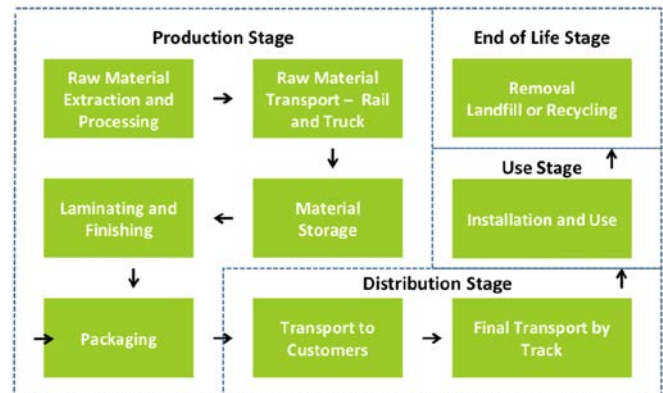 Production Stage
Raw Material
Extraction and
Processing
Raw Material
Transport – Rail
and Truck
Laminating and
Finishing
Material
Storage
Packaging
Distribution Stage
Transport to
Customers
Final Transport by
Track
Use Stage
Installation and Use
End of Life Stage
Removal
Landfill or Recycling